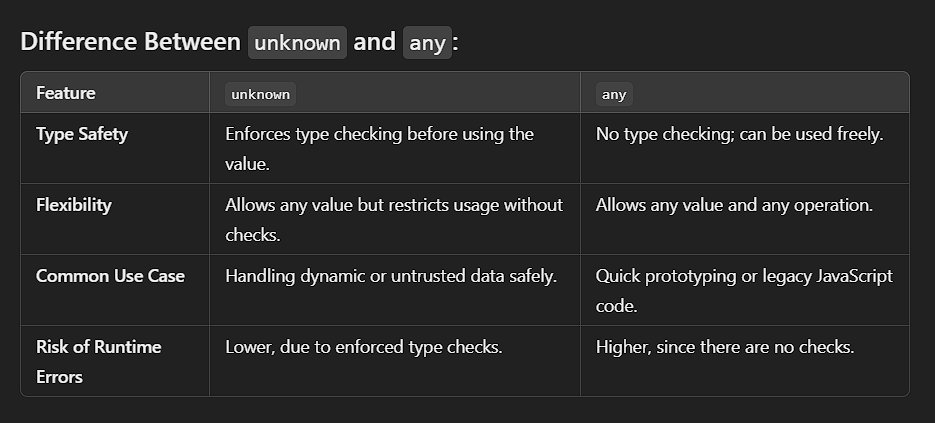 Difference Between unknown and any:
Feature unknown any
Type Safety Enforces type checking before using the No type checking; can be used freely.
value.
Flexibility Allows any value but restricts usage without Allows any value and any operation.
checks.
Common Use Case Handling dynamic or untrusted data safely. Quick prototyping or legacy JavaScript
code.
Risk of Runtime Lower, due to enforced type checks. Higher, since there are no checks.
Errors